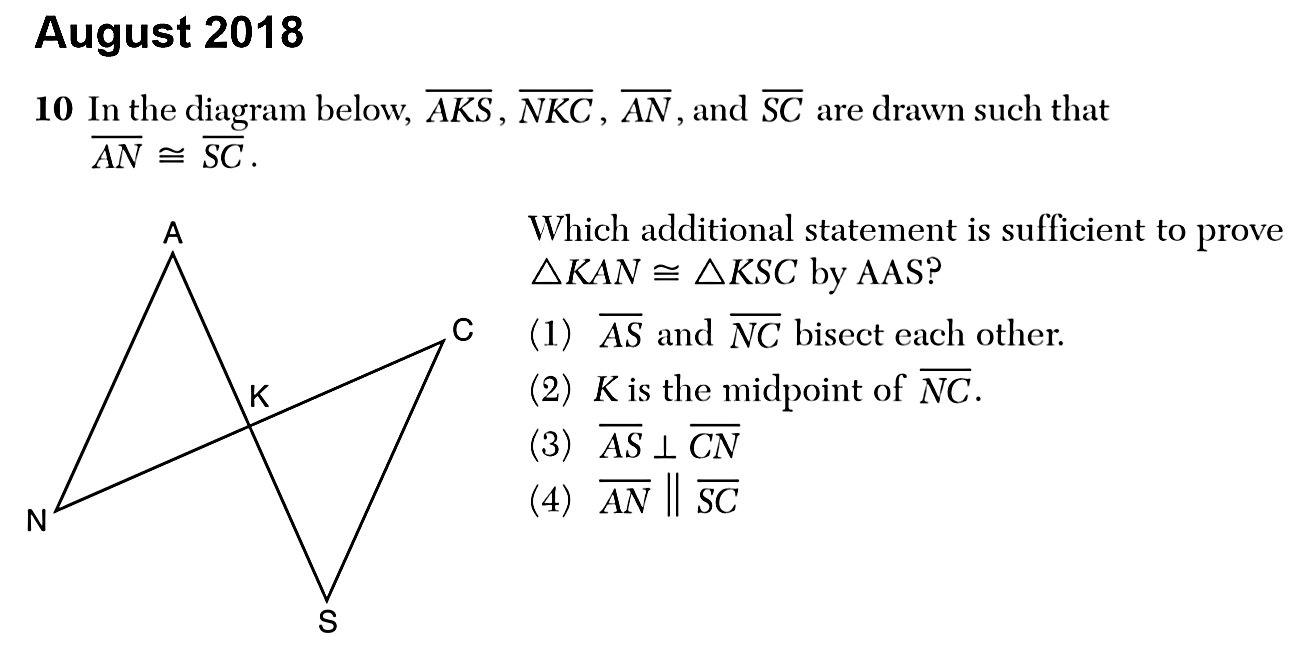 August 2018
10 In the diagram below, AKS, NKC, AN, and SC are drawn such that
AN ≅ SC.
Which additional statement is sufficient to prove
△KAN ≅ △KSC by AAS?
(1) AS and NC bisect each other.
(2) K is the midpoint of NC.
(3) AS ⊥ CN
(4) AN ∥ SC
A
C
K
N
S